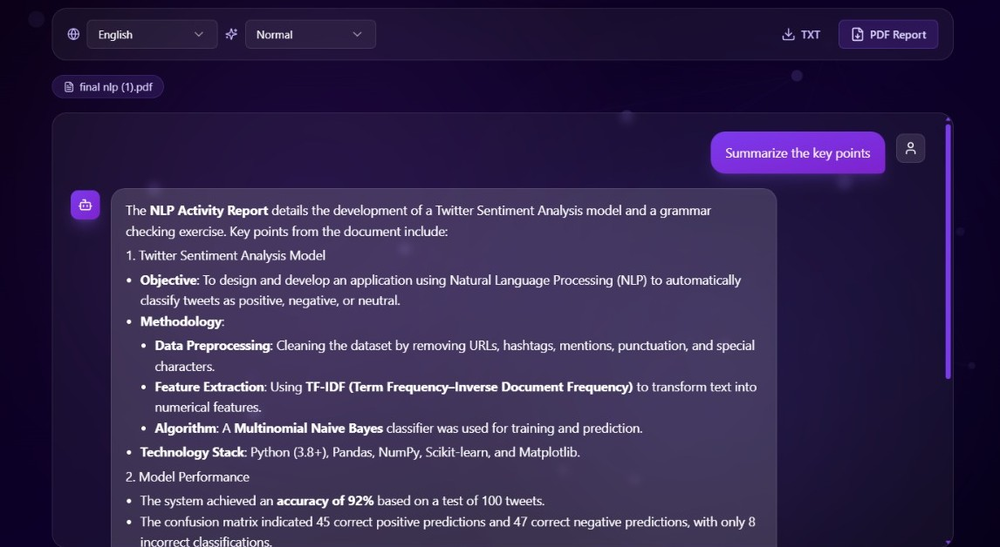 English
Normal
TXT
PDF Report
final nlp (1).pdf
Summarize the key points
The NLP Activity Report details the development of a Twitter Sentiment Analysis model and a grammar
checking exercise. Key points from the document include:
1. Twitter Sentiment Analysis Model
• Objective: To design and develop an application using Natural Language Processing (NLP) to automatically
classify tweets as positive, negative, or neutral.
• Methodology:
• Data Preprocessing: Cleaning the dataset by removing URLs, hashtags, mentions, punctuation, and special
characters.
• Feature Extraction: Using TF-IDF (Term Frequency–Inverse Document Frequency) to transform text into
numerical features.
• Algorithm: A Multinomial Naive Bayes classifier was used for training and prediction.
• Technology Stack: Python (3.8+), Pandas, NumPy, Scikit-learn, and Matplotlib.
2. Model Performance
• The system achieved an accuracy of 92% based on a test of 100 tweets.
• The confusion matrix indicated 45 correct positive predictions and 47 correct negative predictions, with only 8
incorrect classifications.